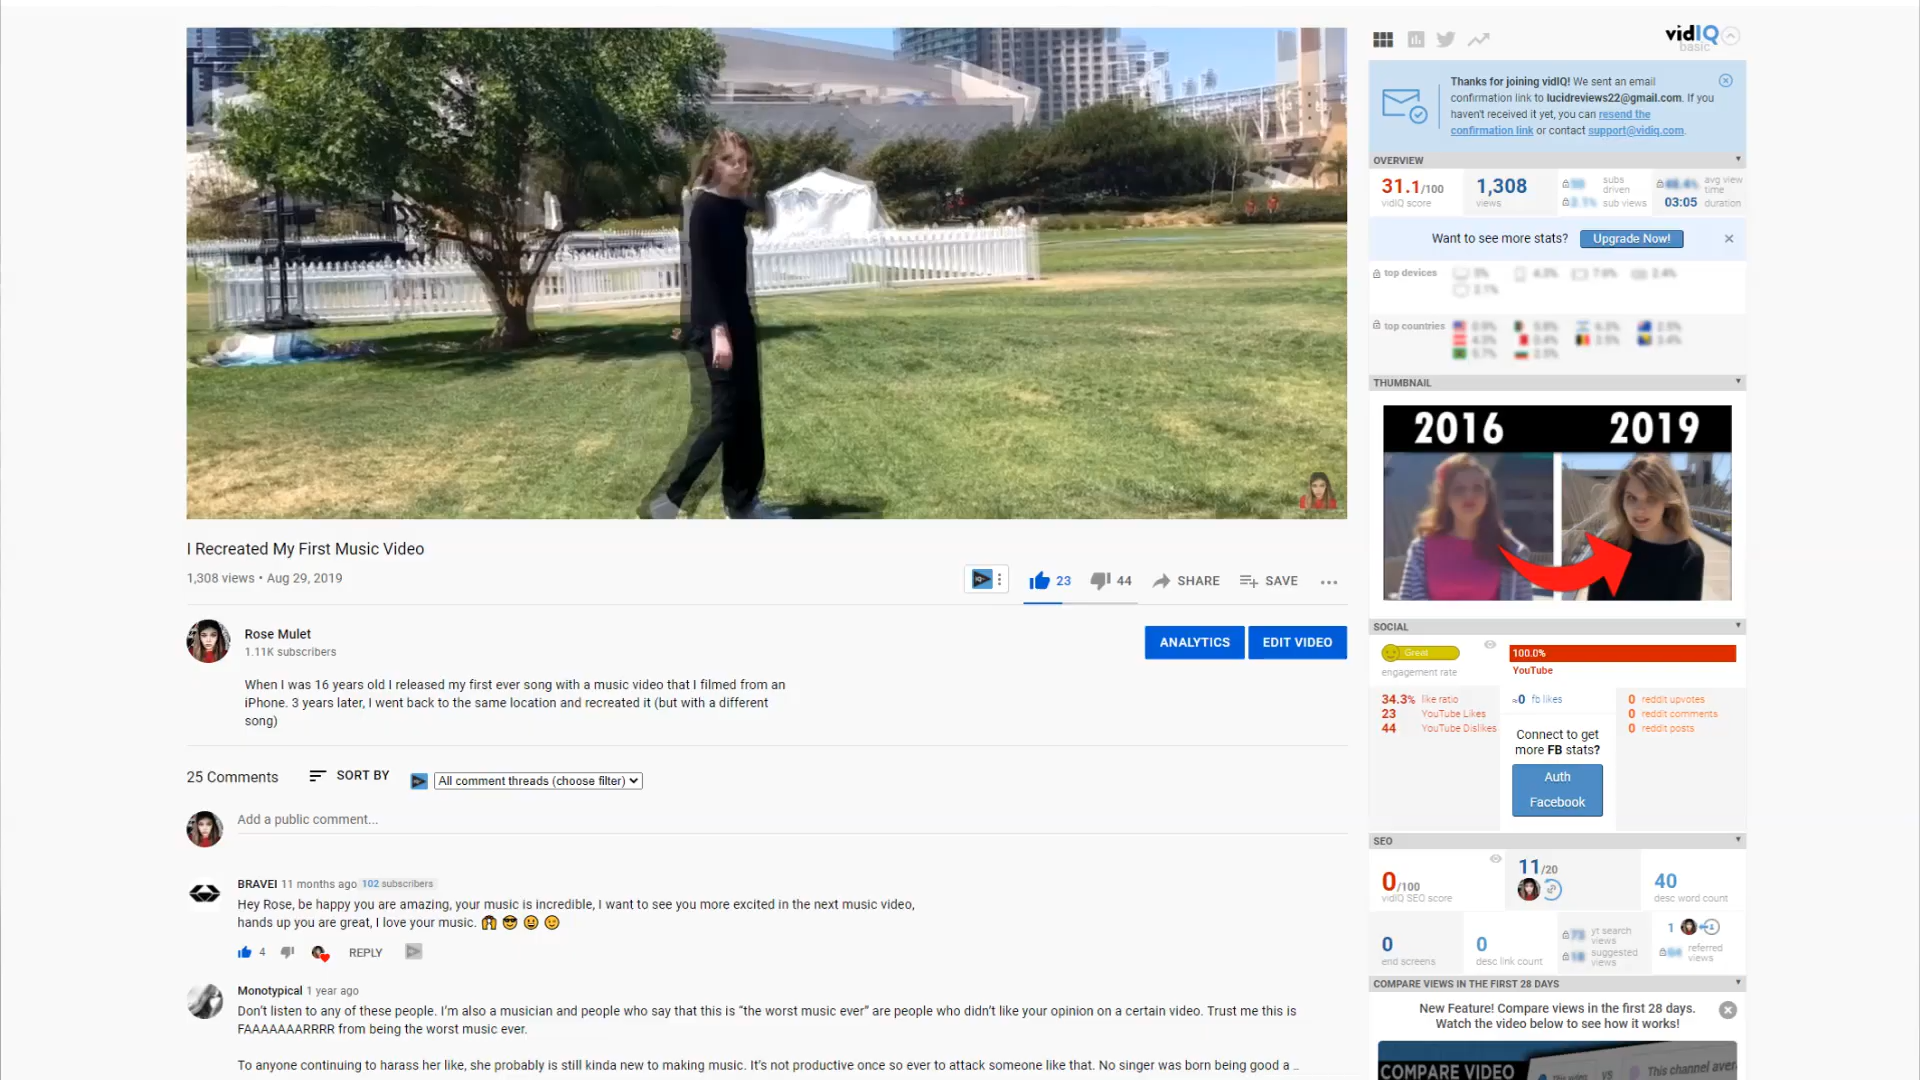 I Recreated My First Music Video
1,308 views • Aug 29, 2019
23
44
SHARE
SAVE
Rose Mulet
1.11K subscribers
ANALYTICS
EDIT VIDEO
When I was 16 years old I released my first ever song with a music video that I filmed from an
iPhone. 3 years later, I went back to the same location and recreated it (but with a different
song)
25 Comments
SORT BY
All comment threads (choose filter)
Add a public comment...
BRAVEI 11 months ago 102 subscribers
Hey Rose, be happy you are amazing, your music is incredible, I want to see you more excited in the next music video,
hands up you are great, I love your music.
4
REPLY
Monotypical 1 year ago
Don't listen to any of these people. I'm also a musician and people who say that this is “the worst music ever” are people who didn't like your opinion on a certain video. Trust me this is
FAAAAAAARRRR from being the worst music ever.
To anyone continuing to harass her like, she probably is still kinda new to making music. It's not productive once so ever to attack someone like that. No singer was born being good a ..
vidIQ
basic
Thanks for joining vidIQ! We sent an email
confirmation link to lucidreviews22@gmail.com. If you
haven't received it yet, you can resend the
confirmation link or contact support@vidiq.com.
OVERVIEW
31.1/100
vidIQ score
1,308
views
subs
driven
sub views
avg view
time
03:05 duration
Want to see more stats?
Upgrade Now!
top devices
top countries
THUMBNAIL
2016
2019
SOCIAL
Great
engagement rate
100.0%
YouTube
34.3% like ratio
23 YouTube Likes
44 YouTube Dislikes
≈0 fb likes
Connect to get
more FB stats?
Auth
Facebook
0 reddit upvotes
0 reddit comments
0 reddit posts
SEO
0/100
vidIQ SEO score
11/20
40
desc word count
0
end screens
0
desc link count
yt search
views
suggested
views
1
referred
views
COMPARE VIEWS IN THE FIRST 28 DAYS
New Feature! Compare views in the first 28 days.
Watch the video below to see how it works!
COMPARE VIDEO
This video
VS
This channel aver